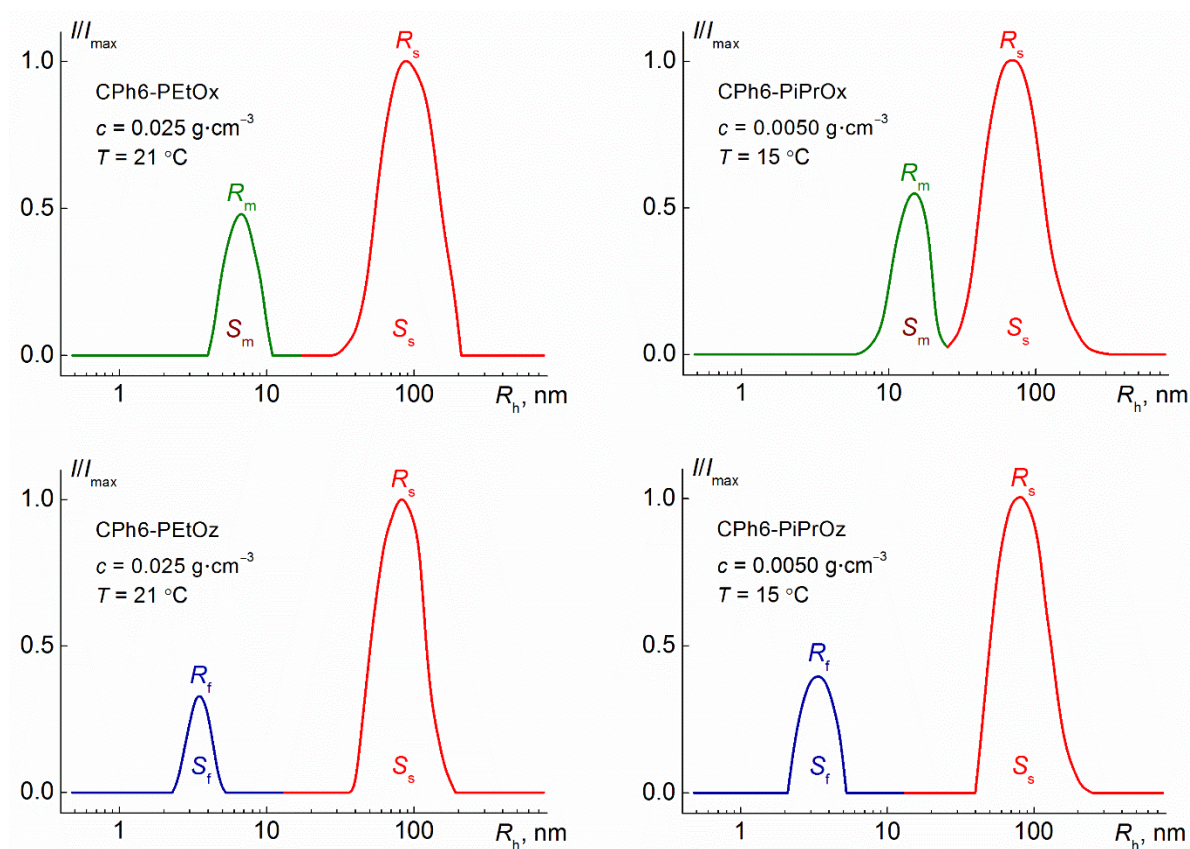 I/Imax
Rs
1.0
CPh6-PEtOx
c = 0.025 g·cm−3
T = 21 °C
Rm
0.5
Sm
Ss
0.0
1
10
100
Rh, nm
I/Imax
Rs
1.0
CPh6-PiPrOx
c = 0.0050 g·cm−3
T = 15 °C
Rm
0.5
Sm
Ss
0.0
1
10
100
Rh, nm
I/Imax
Rs
1.0
CPh6-PEtOz
c = 0.025 g·cm−3
T = 21 °C
0.5
Rf
Sf
Ss
0.0
1
10
100
Rh, nm
I/Imax
Rs
1.0
CPh6-PiPrOz
c = 0.0050 g·cm−3
T = 15 °C
0.5
Rf
Sf
Ss
0.0
1
10
100
Rh, nm